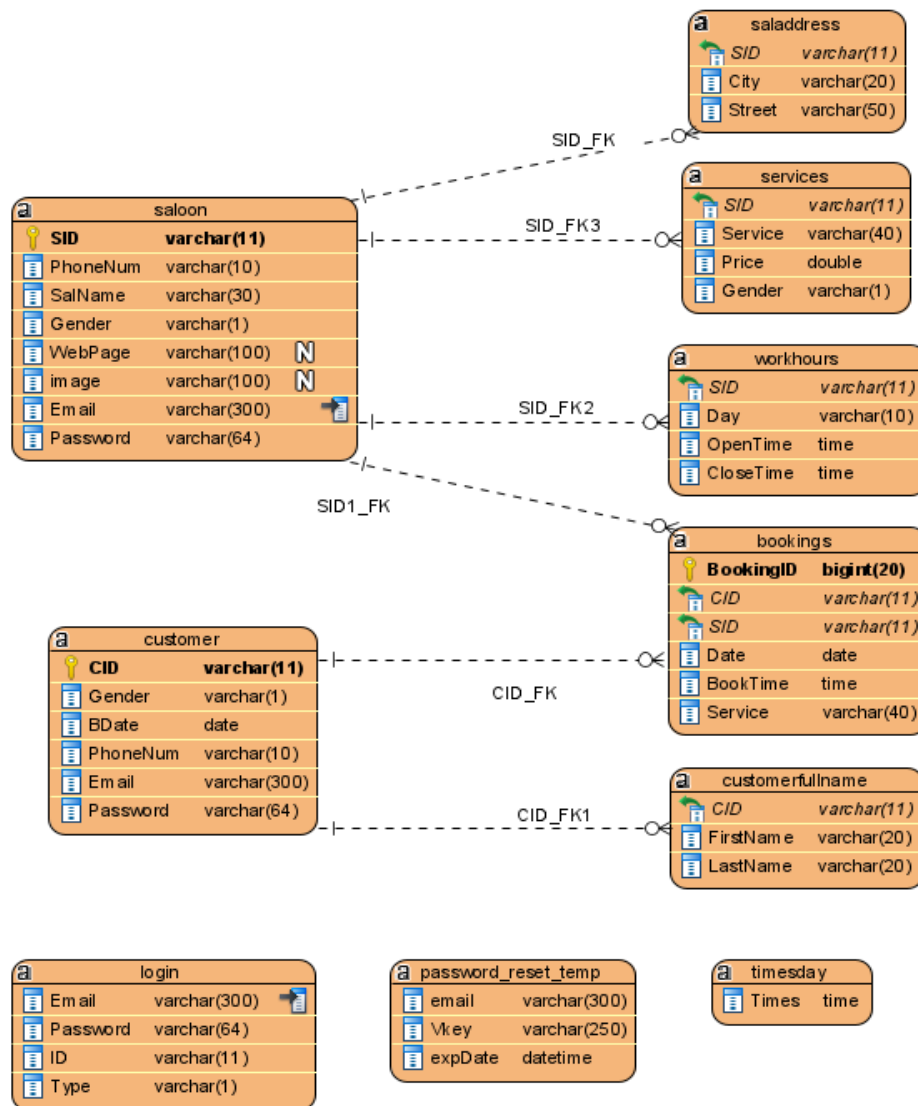 saladdress
SID varchar(11)
City varchar(20)
Street varchar(50)
SID_FK
services
SID varchar(11)
Service varchar(40)
Price double
Gender varchar(1)
SID_FK3
saloon
SID varchar(11)
PhoneNum varchar(10)
SalName varchar(30)
Gender varchar(1)
WebPage varchar(100) N
image varchar(100) N
Email varchar(300)
Password varchar(64)
workhours
SID varchar(11)
Day varchar(10)
OpenTime time
CloseTime time
SID_FK2
SID1_FK
bookings
BookingID bigint(20)
CID varchar(11)
SID varchar(11)
Date date
BookTime time
Service varchar(40)
customer
CID varchar(11)
Gender varchar(1)
BDate date
PhoneNum varchar(10)
Email varchar(300)
Password varchar(64)
CID_FK
customerfullname
CID varchar(11)
FirstName varchar(20)
LastName varchar(20)
CID_FK1
login
Email varchar(300)
Password varchar(64)
ID varchar(11)
Type varchar(1)
password_reset_temp
email varchar(300)
Vkey varchar(250)
expDate datetime
timesday
Times time